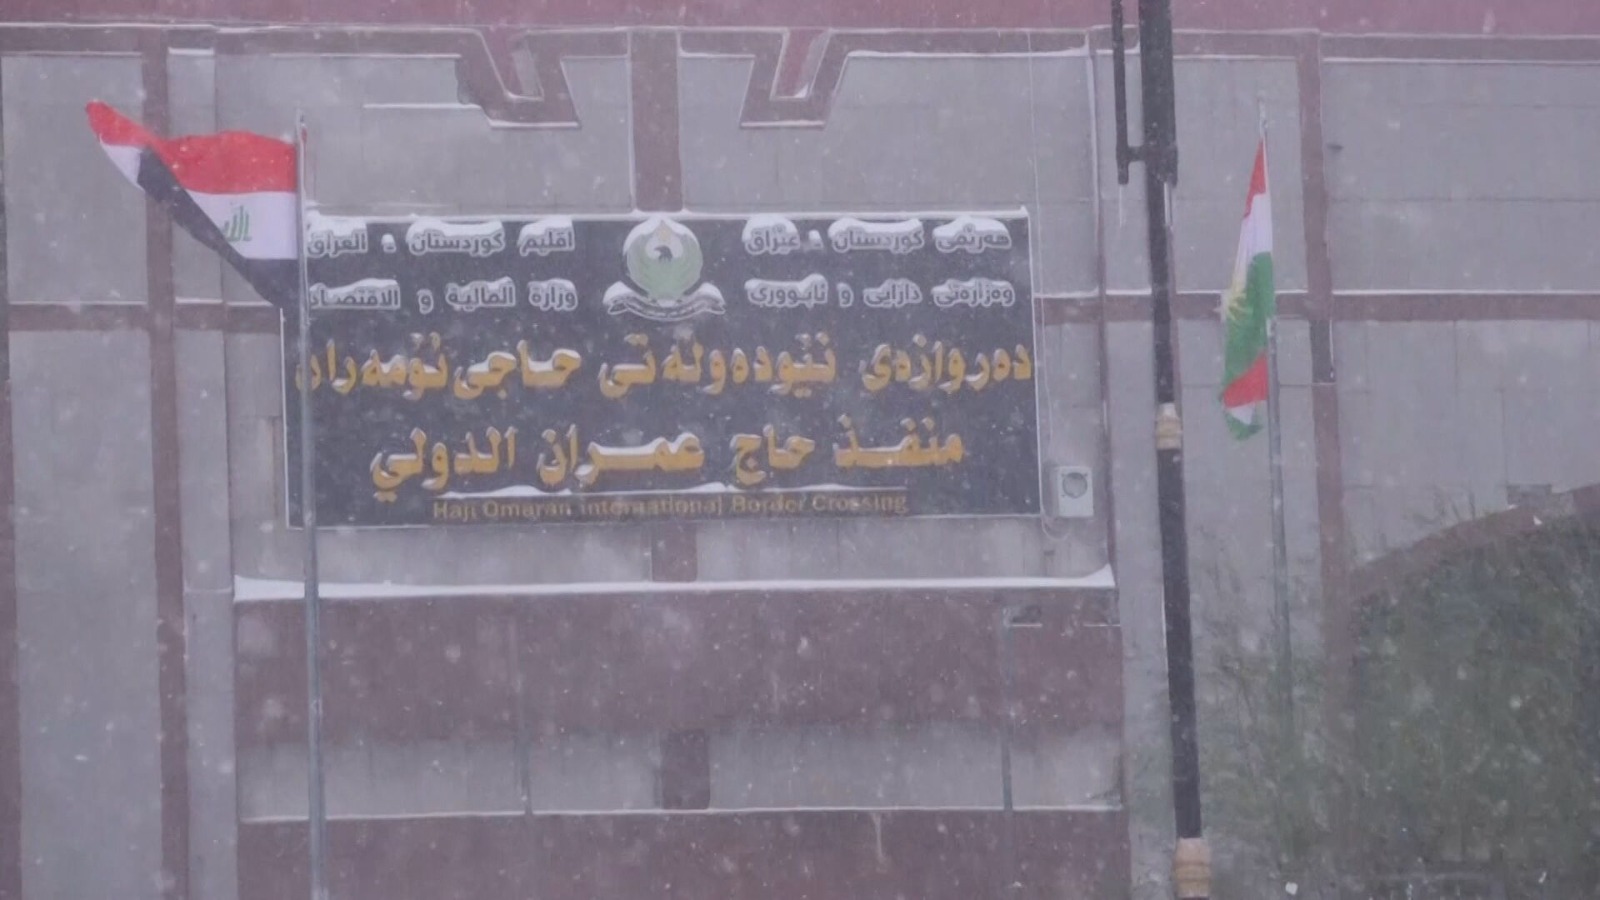 هەرێمی کوردستان - عێراق
اقليم كوردستان - العراق
وەزارەتی دارایی و ئابووری
وزارة المالية و الاقتصاد
دەروازەی نێودەوڵەتی حاجی ئۆمەران
منفذ حاج عمران الدولي
Haji Omaran International Border Crossing